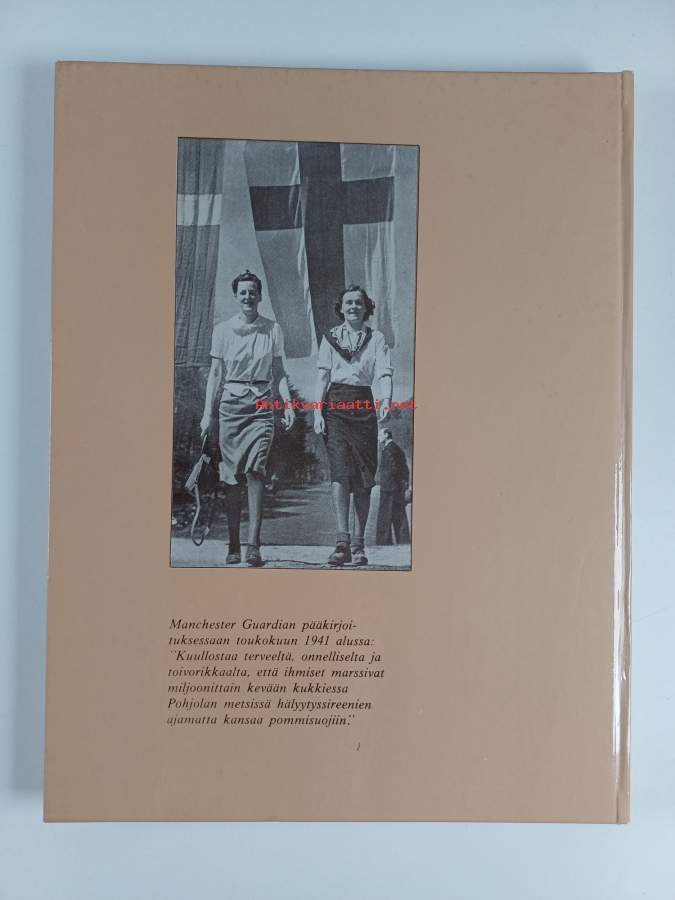 Antikvariaatti.net
Manchester Guardian pääkirjoi-
tuksessaan toukokuun 1941 alussa:
"Kuullostaa terveeltä, onnelliselta ja
toivorikkaalta, että ihmiset marssivat
miljoonittain kevään kukkiessa
Pohjolan metsissä hälyytyssireenien
ajamatta kansaa pommisuojiin."